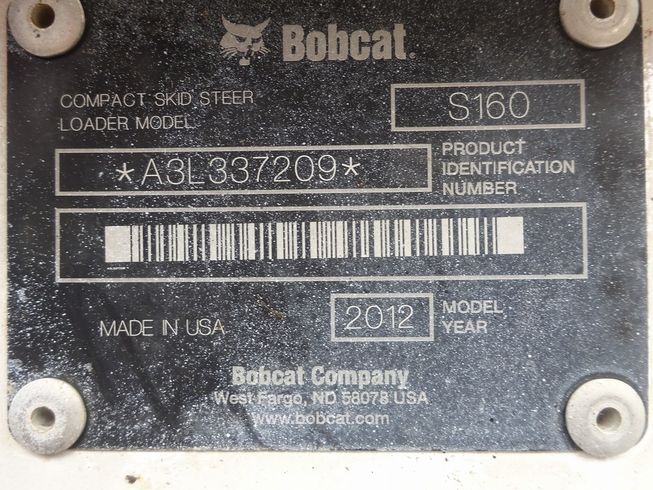 Bobcat®
COMPACT SKID STEER
LOADER MODEL
S160
*A3L337209*
PRODUCT
IDENTIFICATION
NUMBER
MADE IN USA
2012
MODEL
YEAR
Bobcat Company
West Fargo, ND 58078 USA
www.bobcat.com